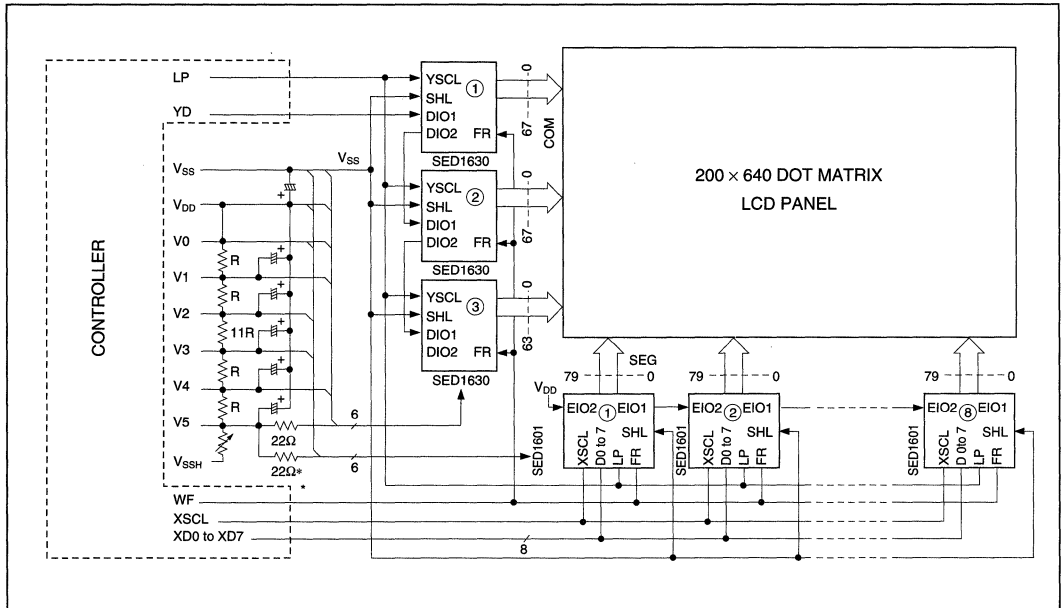 CONTROLLER
LP
YD
VSS
VDD
V0
V1
V2
V3
V4
V5
VSSH
WF
XSCL
XD0 to XD7
R
R
11R
R
R
+
+
+
+
+
+
22Ω
22Ω*
*
6
6
8
VSS
YSCL
SHL
DIO1
DIO2 FR
1
SED1630
YSCL
SHL
DIO1
DIO2 FR
2
SED1630
YSCL
SHL
DIO1
DIO2 FR
3
SED1630
67 0
COM
67 0
63 0
200 × 640 DOT MATRIX
LCD PANEL
SEG
79 0
79 0
79 0
VDD
EIO2 1 EIO1
SHL
XSCL
D0 to 7
LP
FR
SED1601
EIO2 2 EIO1
SHL
XSCL
D0 to 7
LP
FR
SED1601
EIO2 8 EIO1
SHL
XSCL
D 0to 7
LP
FR
SED1601